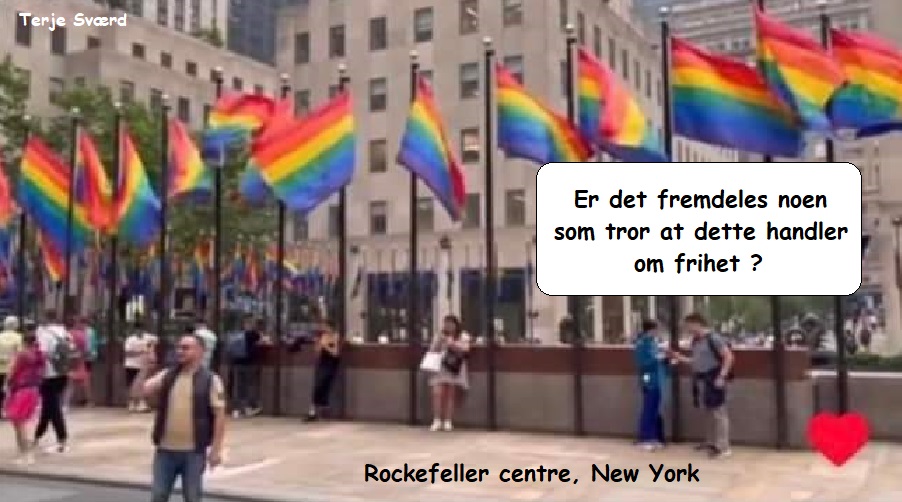 Terje Sværd
Er det fremdeles noen
som tror at dette handler
om frihet ?
Rockefeller centre, New York